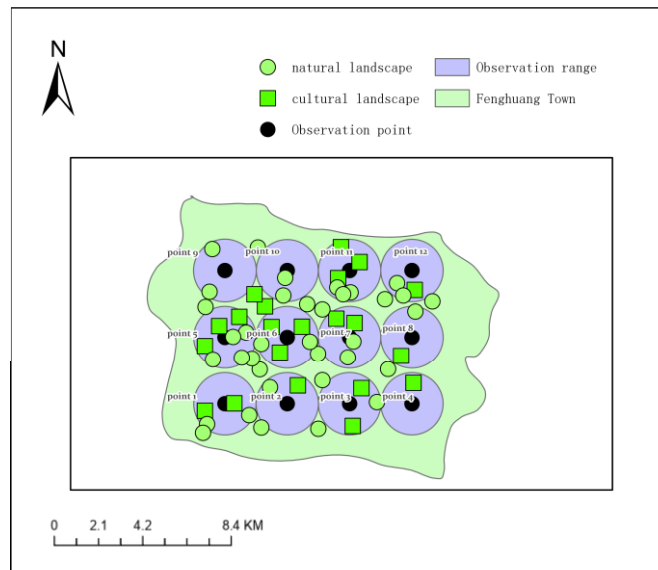 N
natural landscape
Observation range
cultural landscape
Fenghuang Town
Observation point
point 9
point 10
point 11
point 12
point 5
point 6
point 7
point 8
point 1
point 2
point 3
point 4
0 2.1 4.2 8.4 KM